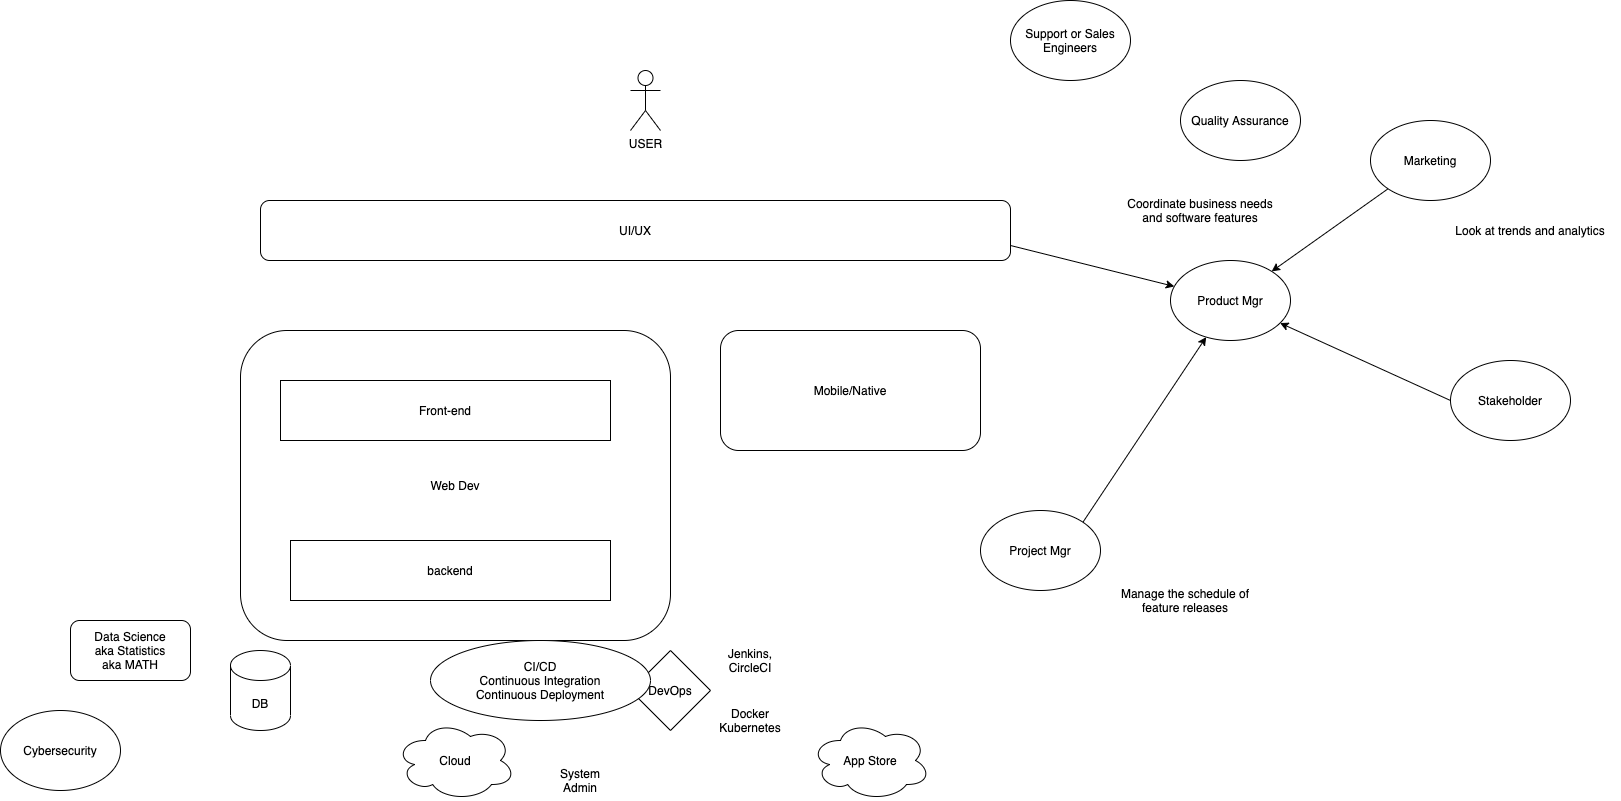 Support or Sales
Engineers
Quality Assurance
USER
Marketing
Coordinate business needs
and software features
UI/UX
Look at trends and analytics
Product Mgr
Front-end
Mobile/Native
Stakeholder
Web Dev
backend
Project Mgr
Manage the schedule of
feature releases
Data Science
aka Statistics
aka MATH
DB
CI/CD
Continuous Integration
Continuous Deployment
DevOps
Jenkins,
CircleCI
Docker
Kubernetes
Cybersecurity
Cloud
System
Admin
App Store